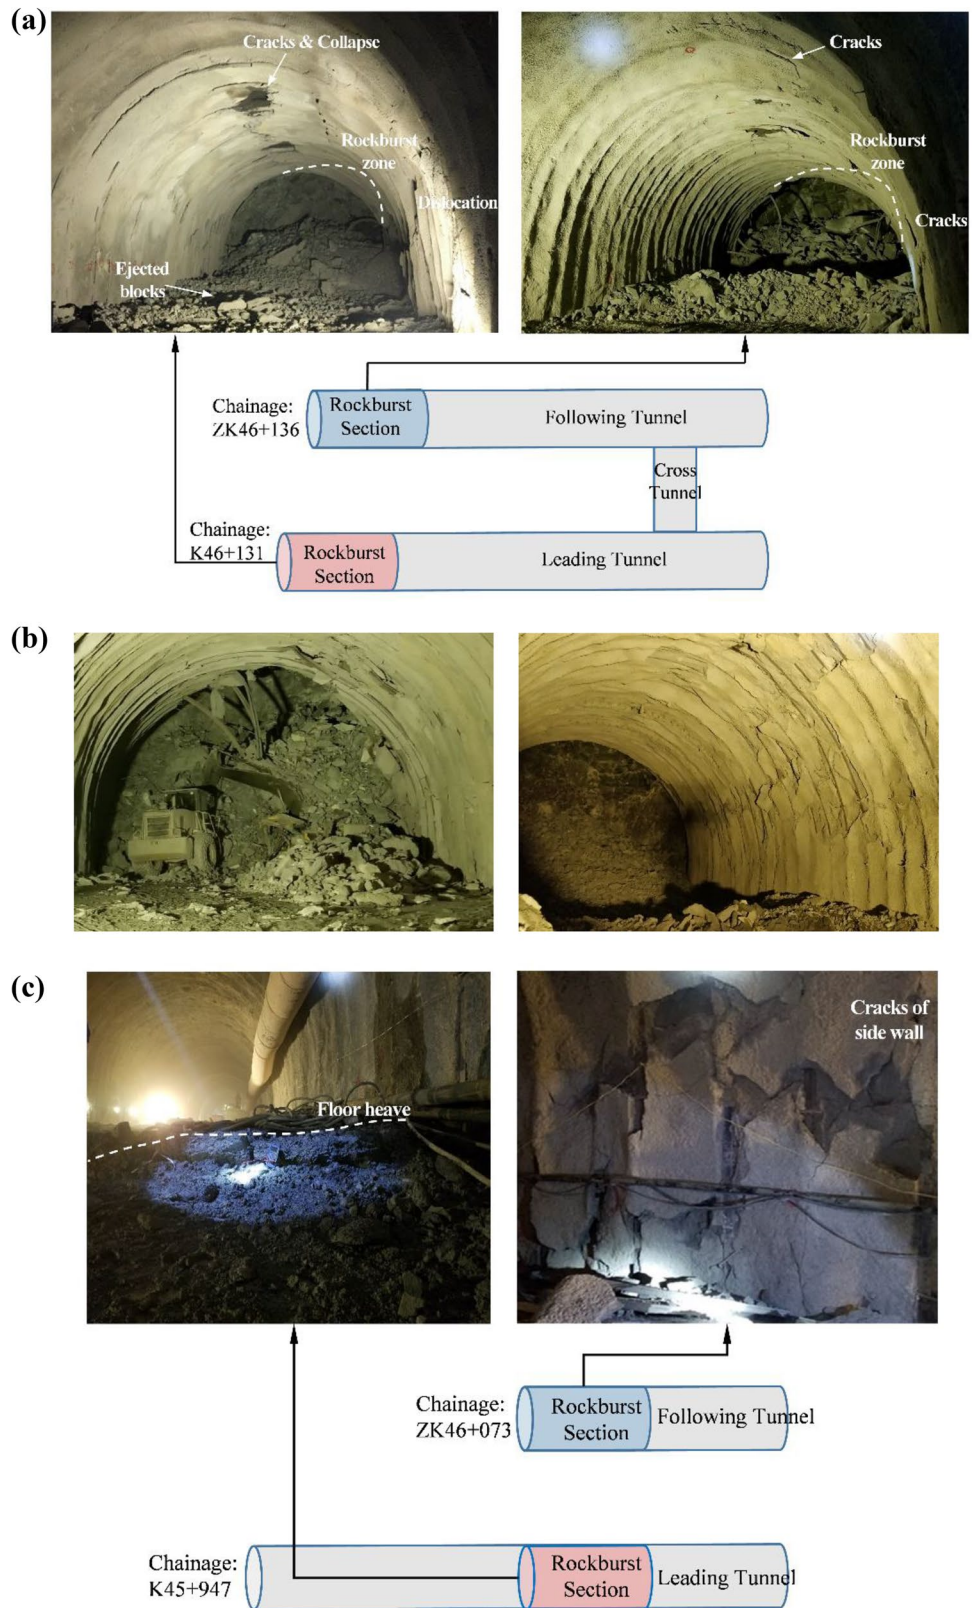 (a)
Cracks & Collapse
Rockburst
zone
Dislocation
Ejected
blocks
Cracks
Rockburst
zone
Cracks
Chainage:
ZK46+136
Rockburst
Section
Following Tunnel
Cross
Tunnel
Chainage:
K46+131
Rockburst
Section
Leading Tunnel
(b)
(c)
Floor heave
Cracks of
side wall
Chainage:
ZK46+073
Rockburst
Section
Following Tunnel
Chainage:
K45+947
Rockburst
Section
Leading Tunnel